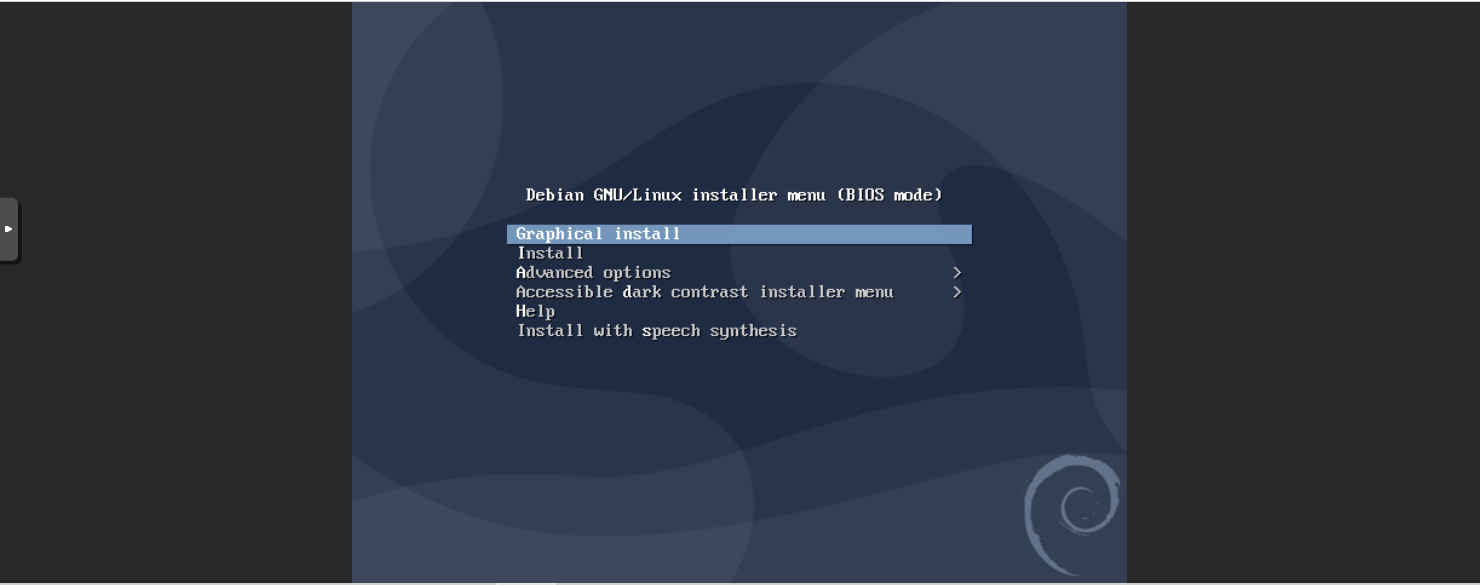 Debian GNU/Linux installer menu (BIOS mode)
Graphical install
Install
Advanced options >
Accessible dark contrast installer menu >
Help
Install with speech synthesis